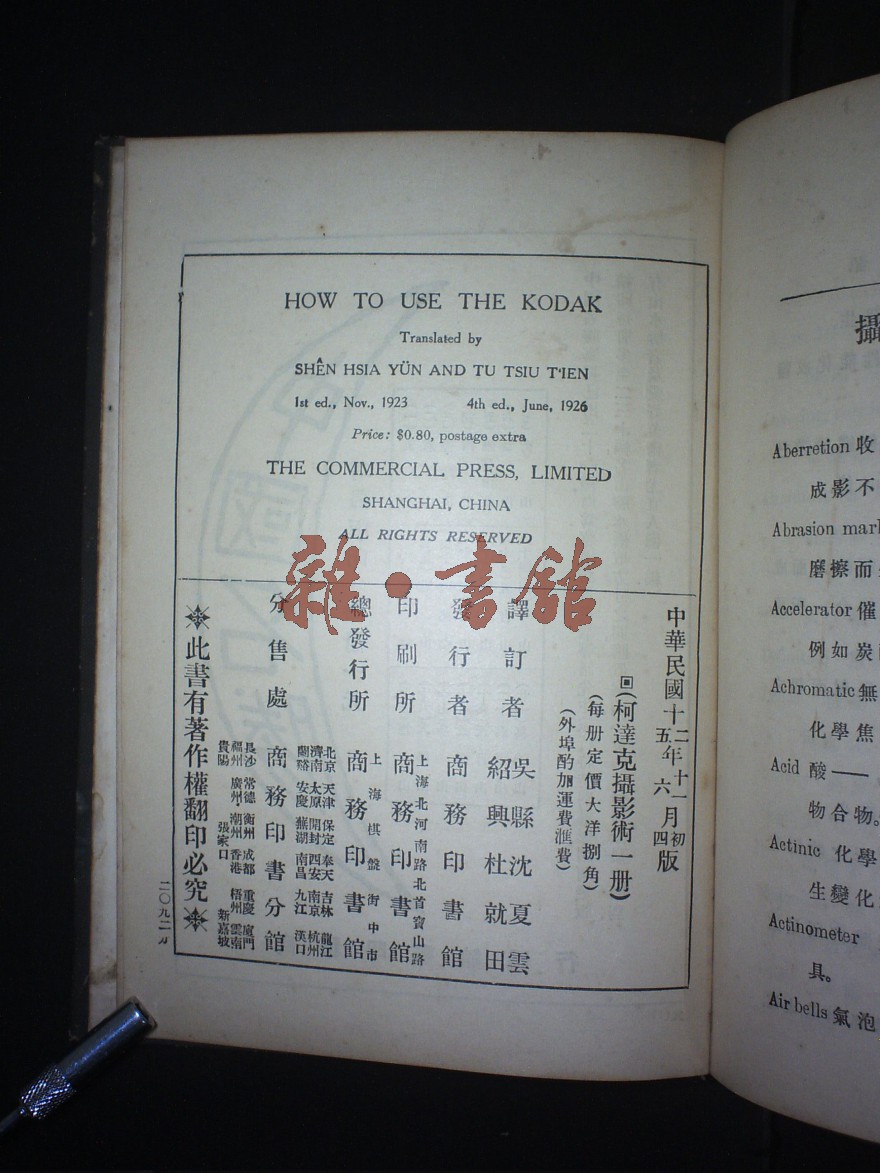 HOW TO USE THE KODAK
Translated by
SHÊN HSIA YÜN AND TU TSIU T'IEN
1st ed., Nov., 1923 4th ed., June, 1926
Price: $0.80, postage extra
THE COMMERCIAL PRESS, LIMITED
SHANGHAI, CHINA
ALL RIGHTS RESERVED
雜·書館
中華民國十二年十一月初版
五年六月四版
(柯達克攝影術一册)
(每册定價大洋捌角)
(外埠酌加運費滙費)
譯訂者 吳縣沈夏雲
紹興杜就田
發行者 商務印書館
印刷所 上海北河南路北首寶山路
商務印書館
總發行所 上海棋盤街中市
商務印書館
分售處 商務印書分館
北京 天津 保定 奉天 吉林 龍江
濟南 太原 開封 西安 南京 杭州
蘭谿 安慶 蕪湖 南昌 九江 漢口
長沙 常德 衡州 成都 重慶 廈門
福州 廣州 潮州 香港 梧州 雲南
貴陽 張家口 新嘉坡
此書有著作權翻印必究
二〇九二
攝
Aberretion 收
成影不
Abrasion mark
磨擦而
Accelerator 催
例如炭
Achromatic 無
化學焦
Acid 酸——
物合物。
Actinic 化學
生變化
Actinometer
具。
Air bells 氣泡